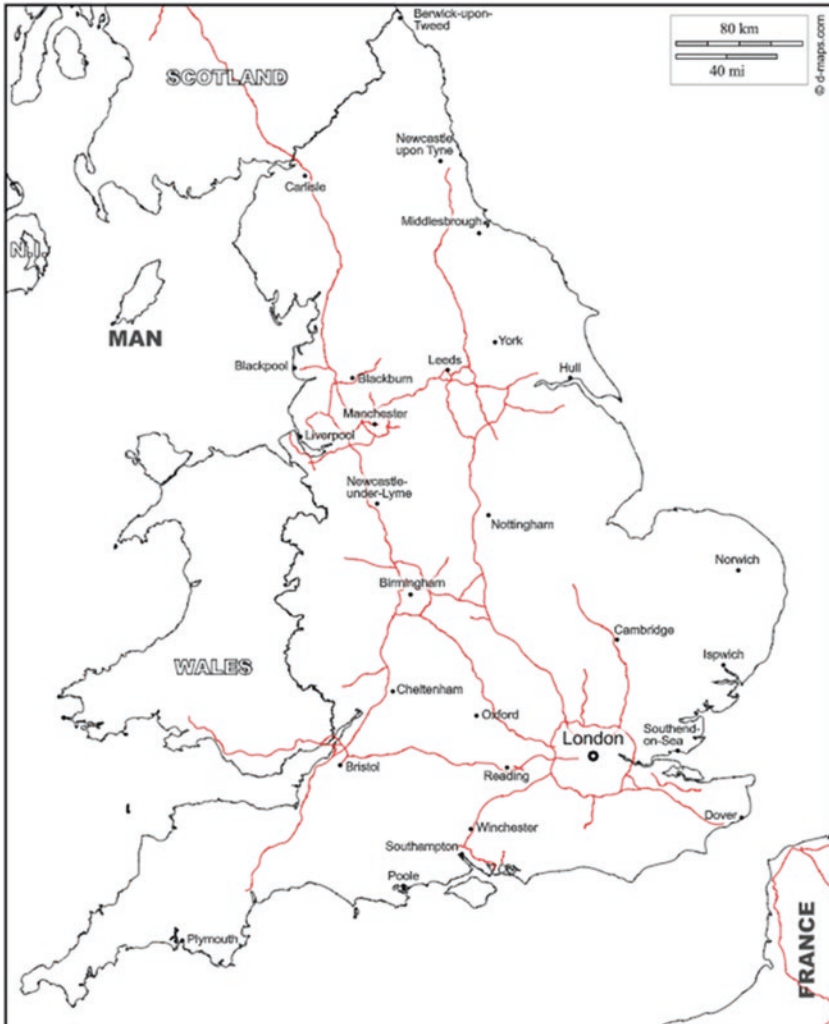 Berwick-upon-
Tweed
80 km
40 mi
© d-maps.com
SCOTLAND
Newcastle
upon Tyne
Carlisle
Middlesbrough
N.I.
MAN
York
Blackpool
Leeds
Hull
Blackburn
Manchester
Liverpool
Newcastle-
under-Lyme
Nottingham
Norwich
Birmingham
Cambridge
Ispwich
WALES
Cheltenham
Oxford
Southend-
on-Sea
London
Bristol
Reading
Dover
Winchester
Southampton
Poole
Plymouth
FRANCE